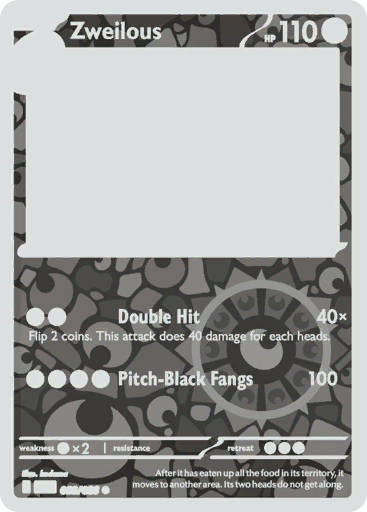 Zweilous HP 110
Double Hit 40×
Flip 2 coins. This attack does 40 damage for each heads.
Pitch-Black Fangs 100
weakness ×2 resistance retreat
After it has eaten up all the food in its territory, it
moves to another area. Its two heads do not get along.